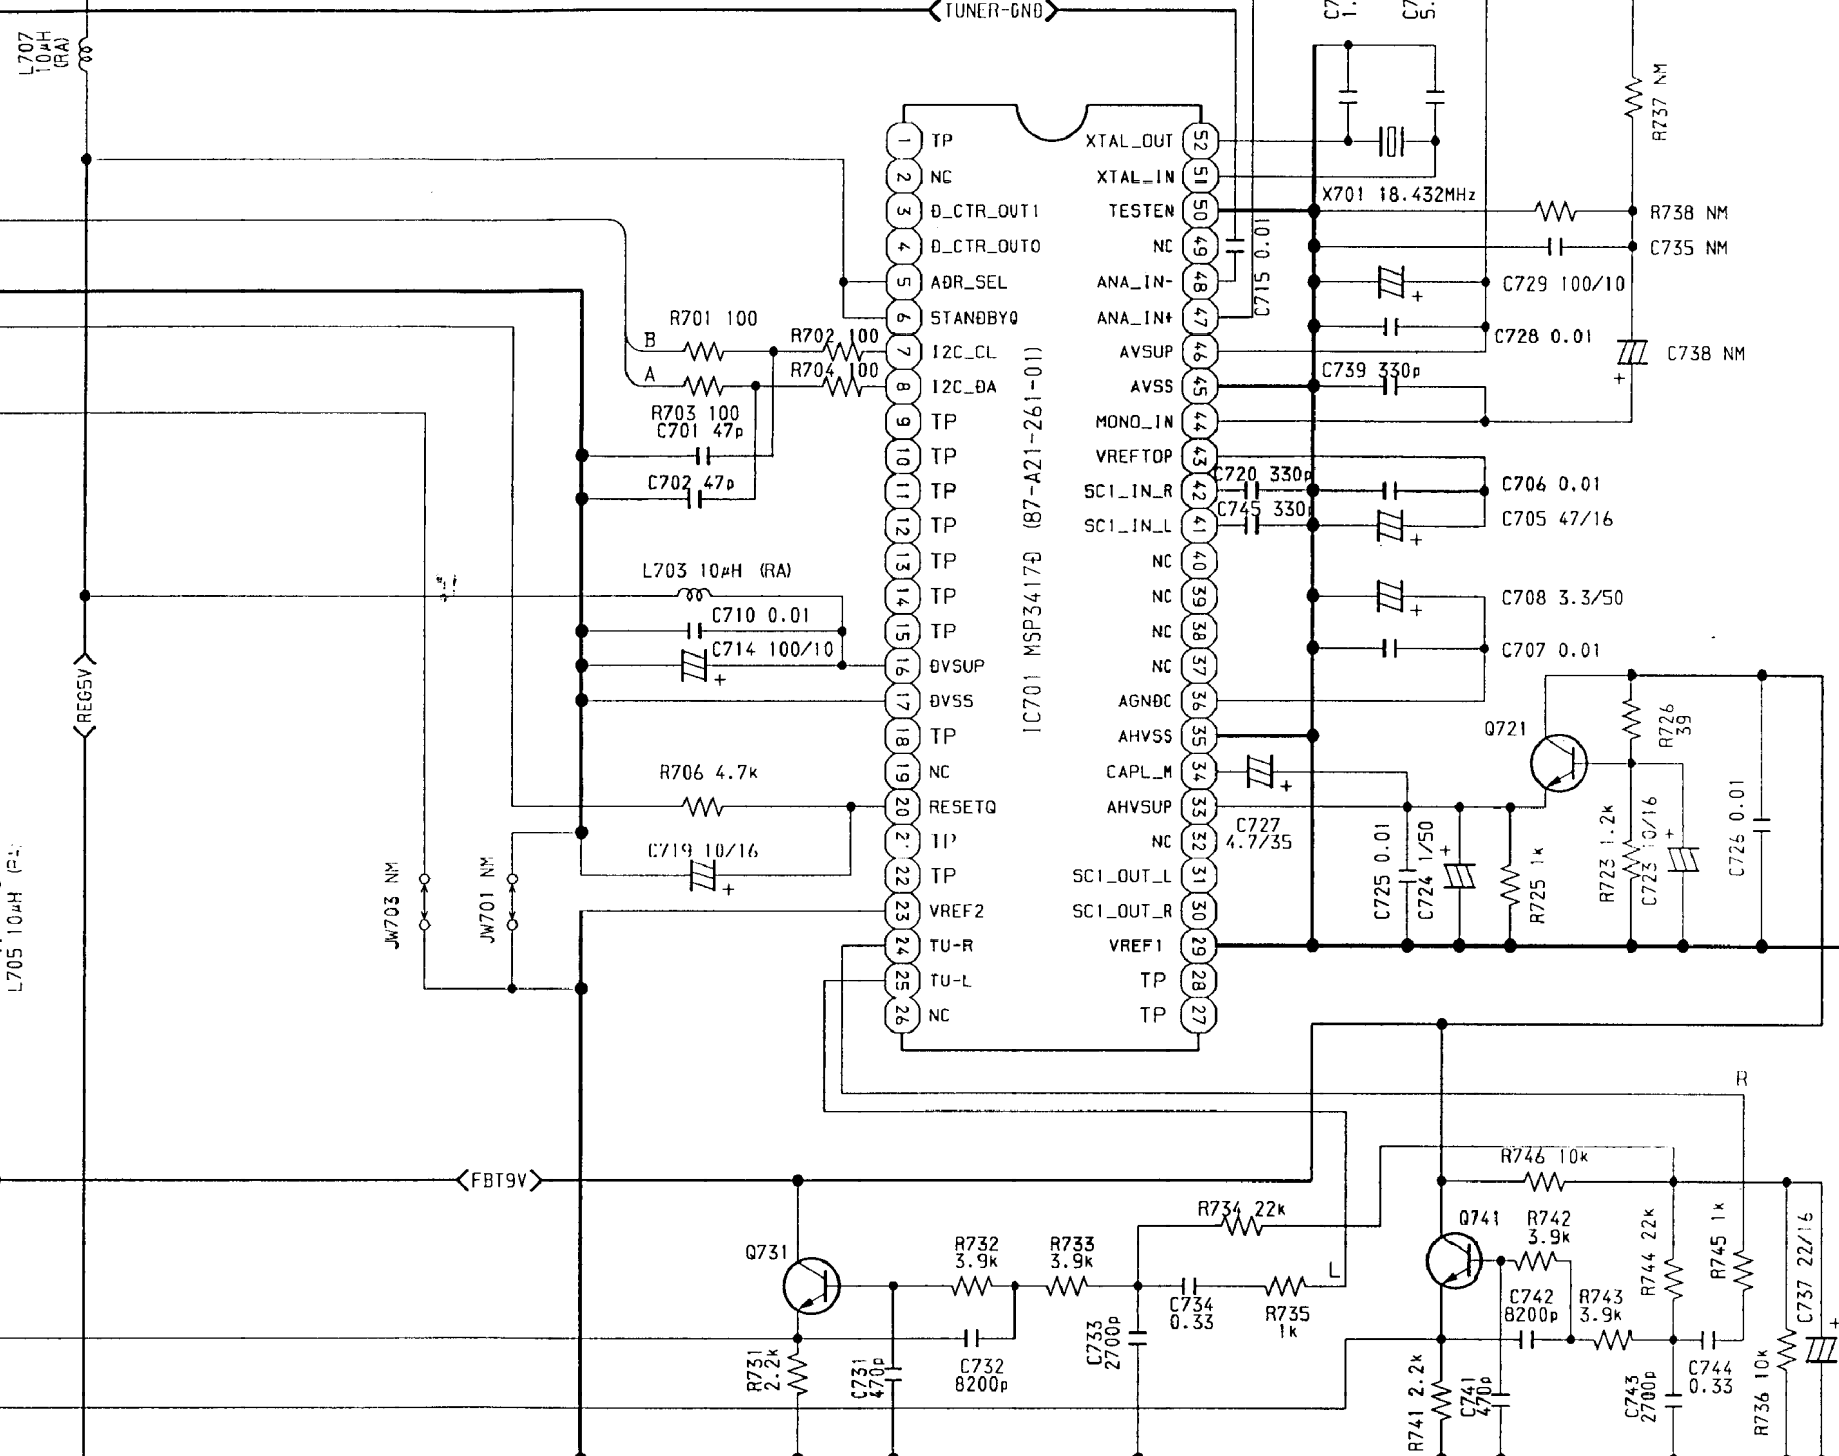 TUNER-GND
L707
10μH
(RA)
C7
1.
C7
5.
R737 NM
1 TP
2 NC
3 D_CTR_OUT1
4 D_CTR_OUT0
5 ADR_SEL
6 STANDBYQ
7 I2C_CL
8 I2C_DA
9 TP
10 TP
11 TP
12 TP
13 TP
14 TP
15 TP
16 DVSUP
17 DVSS
18 TP
19 NC
20 RESETQ
21 TP
22 TP
23 VREF2
24 TU-R
25 TU-L
26 NC
IC701 MSP3417D (87-A21-261-01)
XTAL_OUT 52
XTAL_IN 51
TESTEN 50
NC 49
ANA_IN- 48
ANA_IN+ 47
AVSUP 46
AVSS 45
MONO_IN 44
VREFTOP 43
SC1_IN_R 42
SC1_IN_L 41
NC 40
NC 39
NC 38
NC 37
AGNDC 36
AHVSS 35
CAPL_M 34
AHVSUP 33
NC 32
SC1_OUT_L 31
SC1_OUT_R 30
VREF1 29
TP 28
TP 27
X701 18.432MHz
R738 NM
C735 NM
C715 0.01
C729 100/10
+
C728 0.01
C738 NM
+
C739 330p
C720 330p
C745 330p
C706 0.01
C705 47/16
+
C708 3.3/50
+
C707 0.01
R701 100
B
R702 100
A
R704 100
R703 100
C701 47p
C702 47p
L703 10μH (RA)
C710 0.01
C714 100/10
+
REG5V
R706 4.7k
C719 10/16
+
JW703 NM
JW701 NM
L705 10μH
Q721
R726
39
+
C727
4.7/35
C725 0.01
C724 1/50
+
R725 1k
R723 1.2k
C723 10/16
+
C726 0.01
R
FBT9V
R746 10k
R734 22k
Q731
R732
3.9k
R733
3.9k
L
Q741
R742
3.9k
R744 22k
R745 1k
C737 22/16
+
C734
0.33
R735
1k
C742
8200p
R743
3.9k
R731
2.2k
C731
470p
C732
8200p
C733
2700p
R741 2.2k
C741
470p
C743
2700p
C744
0.33
R736 10k